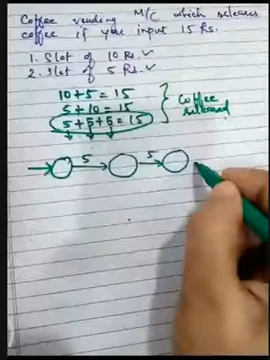 Coffee vending M/C which releases
coffee if you input 15 Rs.
1. Slot of 10 Rs. ✓
2. Slot of 5 Rs. ✓
10 + 5 = 15
5 + 10 = 15
5 + 5 + 5 = 15
Coffee
released
5 5